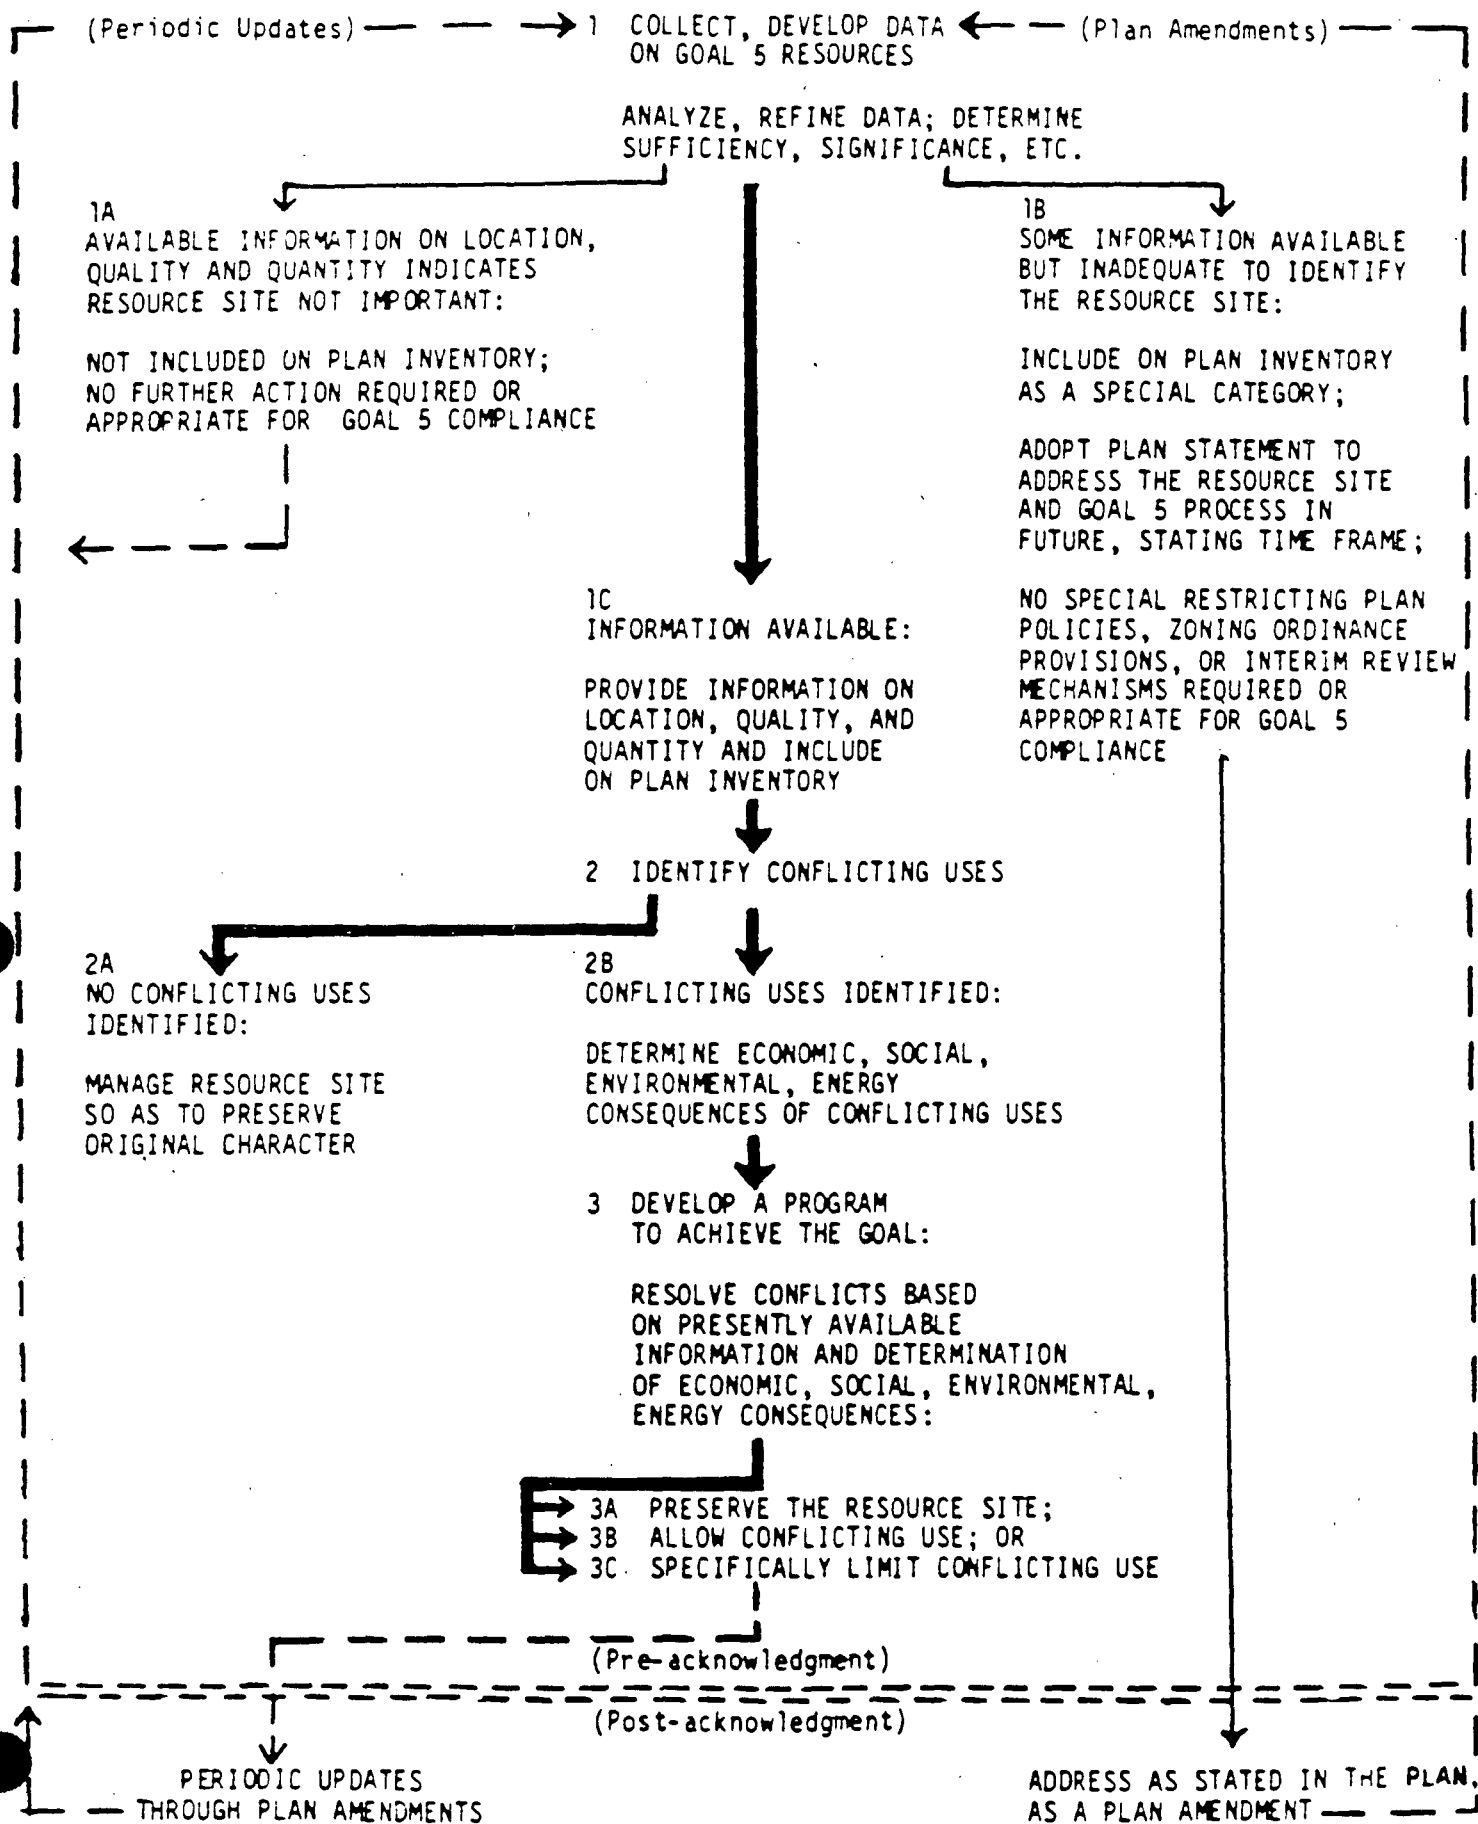 (Periodic Updates)
1 COLLECT, DEVELOP DATA
ON GOAL 5 RESOURCES
(Plan Amendments)
ANALYZE, REFINE DATA; DETERMINE
SUFFICIENCY, SIGNIFICANCE, ETC.
1A
AVAILABLE INFORMATION ON LOCATION,
QUALITY AND QUANTITY INDICATES
RESOURCE SITE NOT IMPORTANT:
NOT INCLUDED ON PLAN INVENTORY;
NO FURTHER ACTION REQUIRED OR
APPROPRIATE FOR GOAL 5 COMPLIANCE
1B
SOME INFORMATION AVAILABLE
BUT INADEQUATE TO IDENTIFY
THE RESOURCE SITE:
INCLUDE ON PLAN INVENTORY
AS A SPECIAL CATEGORY;
ADOPT PLAN STATEMENT TO
ADDRESS THE RESOURCE SITE
AND GOAL 5 PROCESS IN
FUTURE, STATING TIME FRAME;
NO SPECIAL RESTRICTING PLAN
POLICIES, ZONING ORDINANCE
PROVISIONS, OR INTERIM REVIEW
MECHANISMS REQUIRED OR
APPROPRIATE FOR GOAL 5
COMPLIANCE
1C
INFORMATION AVAILABLE:
PROVIDE INFORMATION ON
LOCATION, QUALITY, AND
QUANTITY AND INCLUDE
ON PLAN INVENTORY
2 IDENTIFY CONFLICTING USES
2A
NO CONFLICTING USES
IDENTIFIED:
MANAGE RESOURCE SITE
SO AS TO PRESERVE
ORIGINAL CHARACTER
2B
CONFLICTING USES IDENTIFIED:
DETERMINE ECONOMIC, SOCIAL,
ENVIRONMENTAL, ENERGY
CONSEQUENCES OF CONFLICTING USES
3 DEVELOP A PROGRAM
TO ACHIEVE THE GOAL:
RESOLVE CONFLICTS BASED
ON PRESENTLY AVAILABLE
INFORMATION AND DETERMINATION
OF ECONOMIC, SOCIAL, ENVIRONMENTAL,
ENERGY CONSEQUENCES:
3A PRESERVE THE RESOURCE SITE;
3B ALLOW CONFLICTING USE; OR
3C SPECIFICALLY LIMIT CONFLICTING USE
(Pre-acknowledgment)
(Post-acknowledgment)
PERIODIC UPDATES
THROUGH PLAN AMENDMENTS
ADDRESS AS STATED IN THE PLAN,
AS A PLAN AMENDMENT